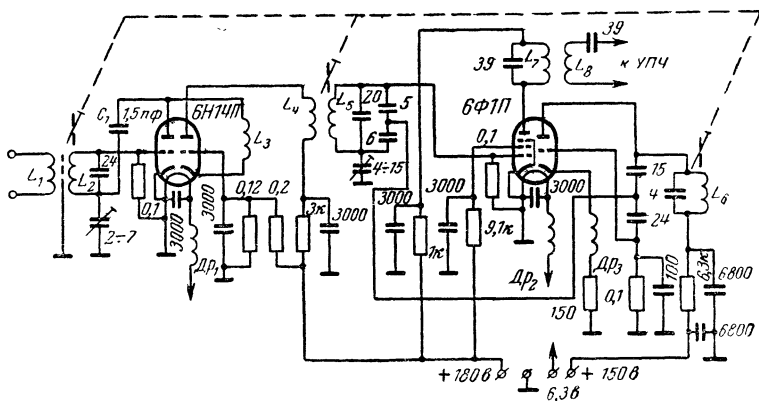 39
39
L₇
L₈
к УПЧ
C₁
1,5 пф
6Н14П
L₁
L₂
24
2÷7
0,1
3000
Др₁
L₃
3000
0,12
0,2
L₄
3к
3000
L₅
20
5
6
4÷15
6Ф1П
0,1
3000
1к
3000
9,1к
3000
Др₂
Др₃
150
0,1
15
4
24
L₆
100
6,3к
6800
6800
+180в
6,3в
+150в